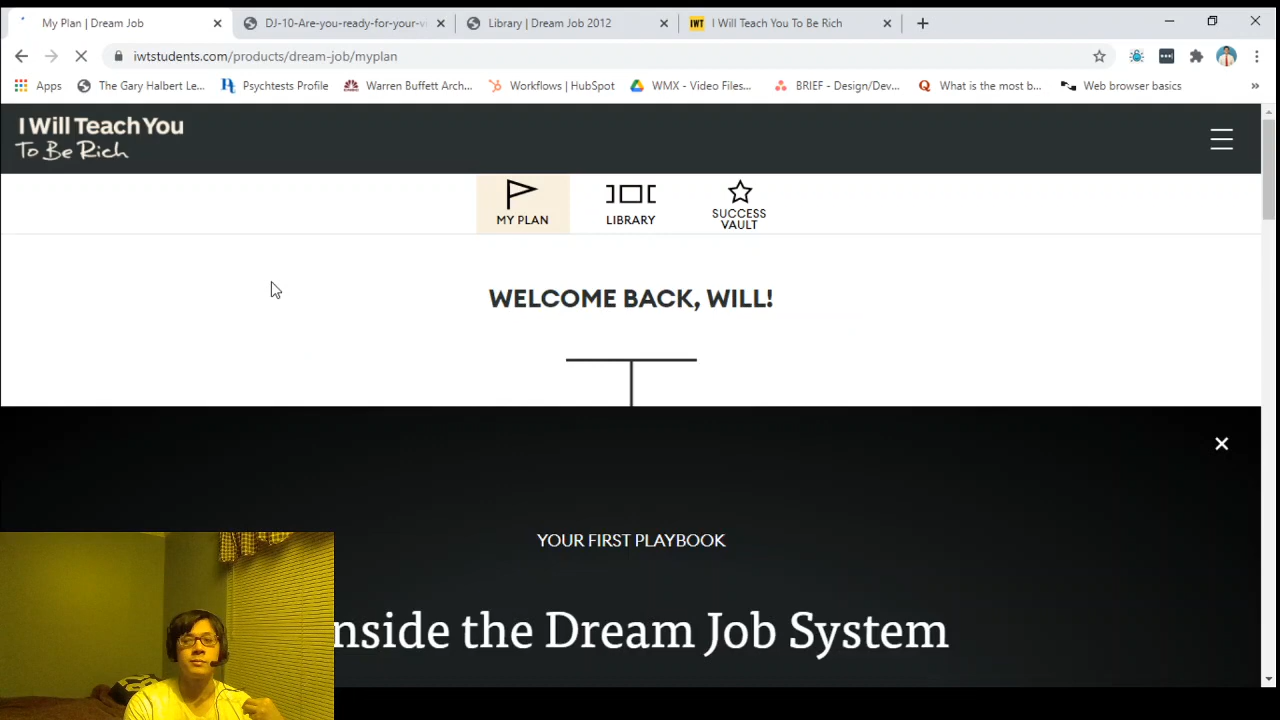 My Plan | Dream Job
DJ-10-Are-you-ready-for-your-v
Library | Dream Job 2012
IWT I Will Teach You To Be Rich
iwtstudents.com/products/dream-job/myplan
Apps
The Gary Halbert Le...
Psychtests Profile
Warren Buffett Arch...
Workflows | HubSpot
WMX - Video Files...
BRIEF - Design/Dev...
What is the most b...
Web browser basics
I Will Teach You
To Be Rich
MY PLAN
LIBRARY
SUCCESS
VAULT
WELCOME BACK, WILL!
YOUR FIRST PLAYBOOK
nside the Dream Job System